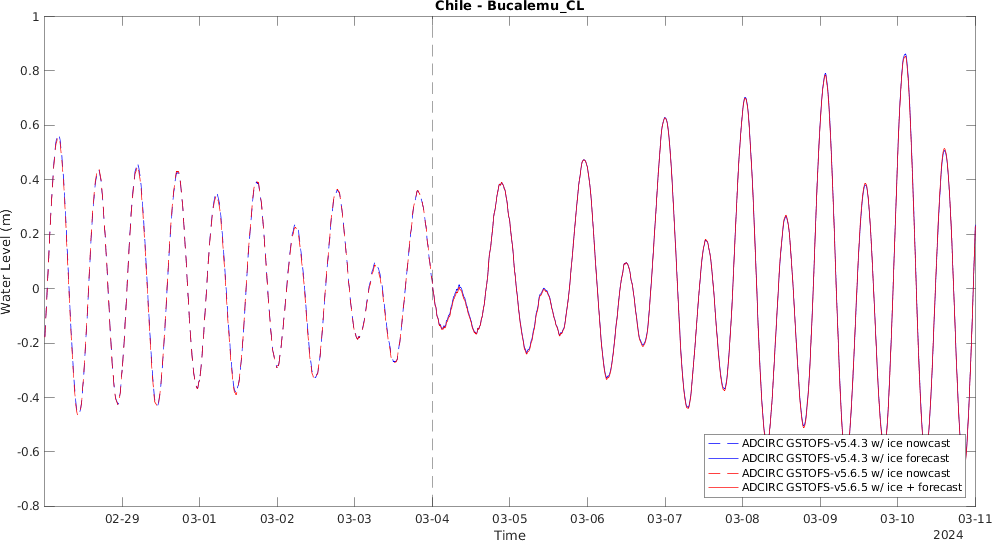 Chile - Bucalemu_CL
1
0.8
0.6
0.4
0.2
0
-0.2
-0.4
-0.6
-0.8
Water Level (m)
ADCIRC GSTOFS-v5.4.3 w/ ice nowcast
ADCIRC GSTOFS-v5.4.3 w/ ice forecast
ADCIRC GSTOFS-v5.6.5 w/ ice nowcast
ADCIRC GSTOFS-v5.6.5 w/ ice + forecast
02-29 03-01 03-02 03-03 03-04 03-05 03-06 03-07 03-08 03-09 03-10 03-11
Time
2024